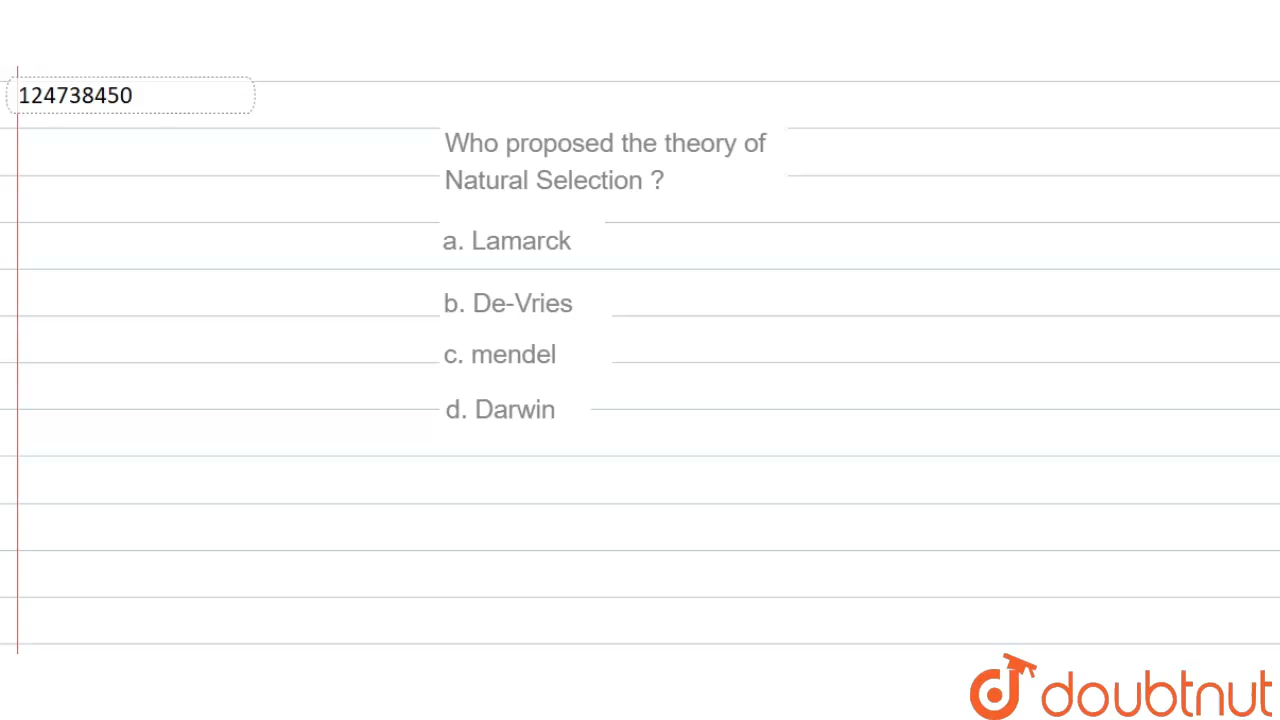 124738450
Who proposed the theory of
Natural Selection ?
a. Lamarck
b. De-Vries
c. mendel
d. Darwin
doubtnut